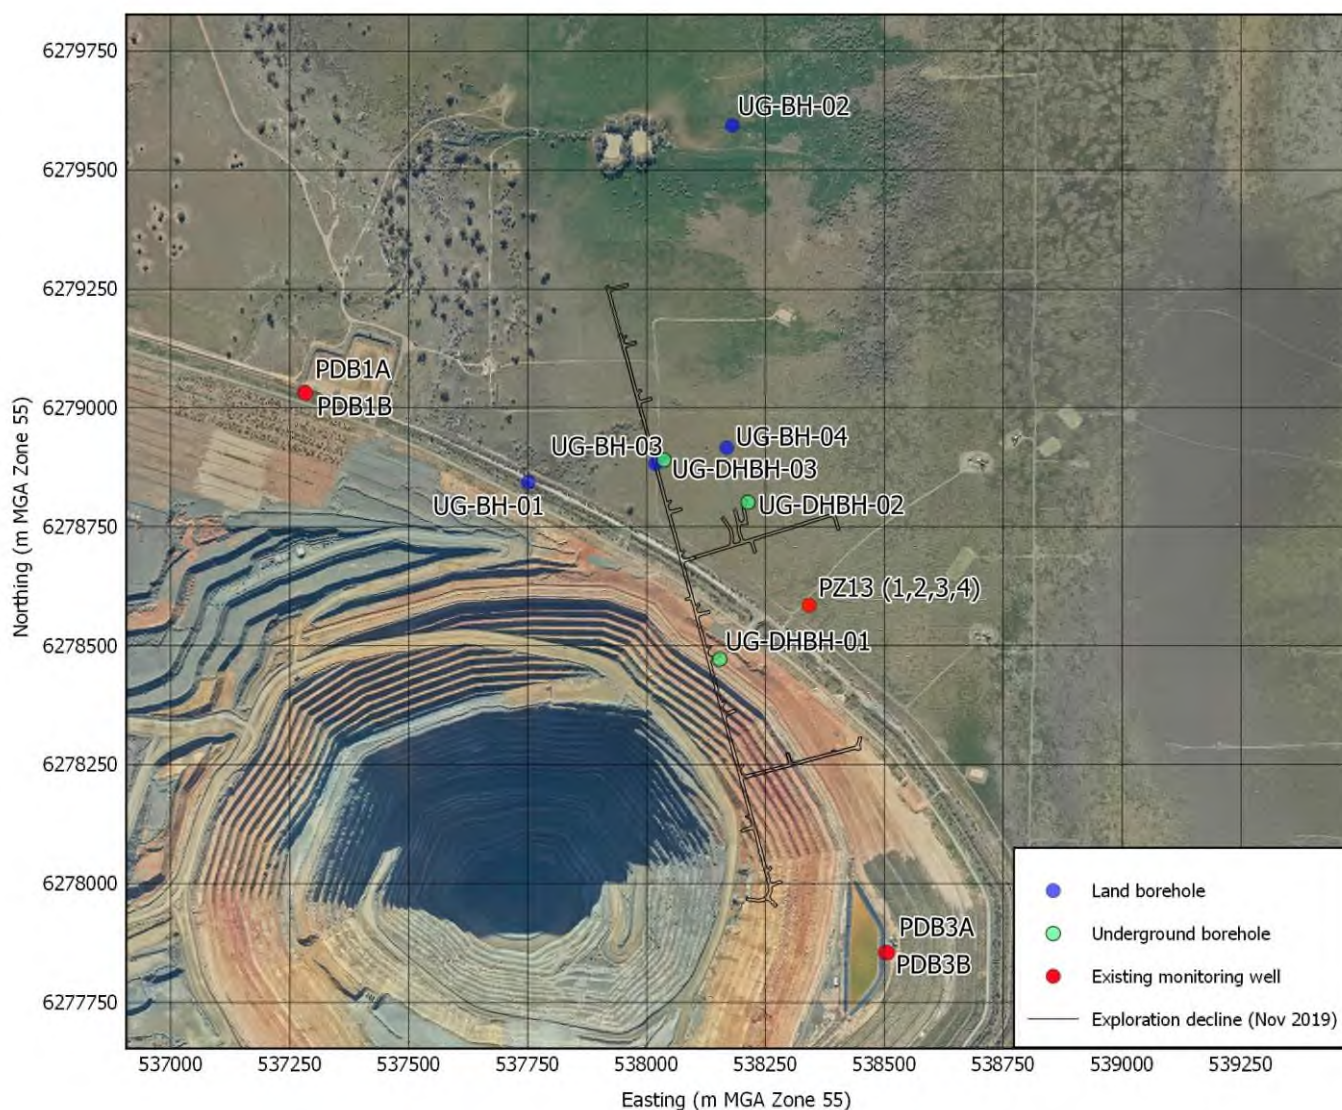 6279750
6279500
6279250
6279000
6278750
6278500
6278250
6278000
6277750
Northing (m MGA Zone 55)
UG-BH-02
PDB1A
PDB1B
UG-BH-03
UG-BH-04
UG-DHBH-03
UG-BH-01
UG-DHBH-02
PZ13 (1,2,3,4)
UG-DHBH-01
PDB3A
PDB3B
Land borehole
Underground borehole
Existing monitoring well
Exploration decline (Nov 2019)
537000
537250
537500
537750
538000
538250
538500
538750
539000
539250
Easting (m MGA Zone 55)